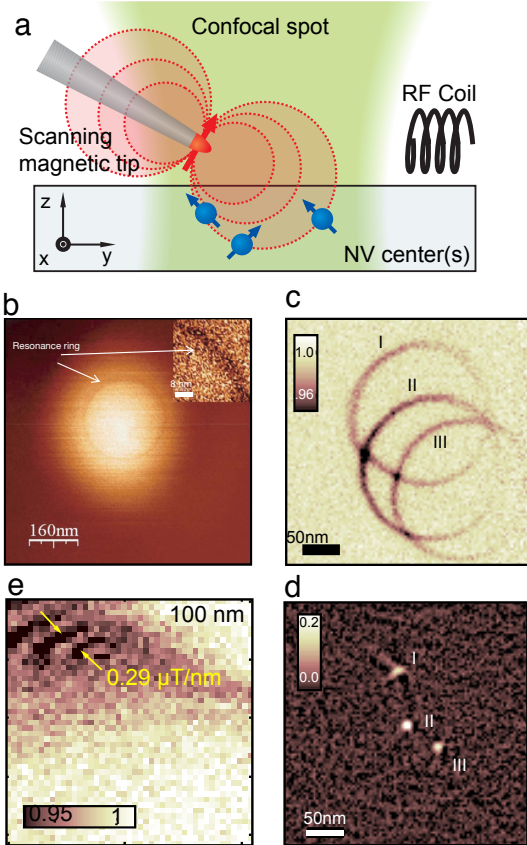 a
Confocal spot
RF Coil
Scanning
magnetic tip
z
x
y
NV center(s)
b
Resonance ring
8 nm
160nm
c
1.0
.96
I
II
III
50nm
e
100 nm
0.29 µT/nm
0.95
1
d
0.2
0.0
I
II
III
50nm